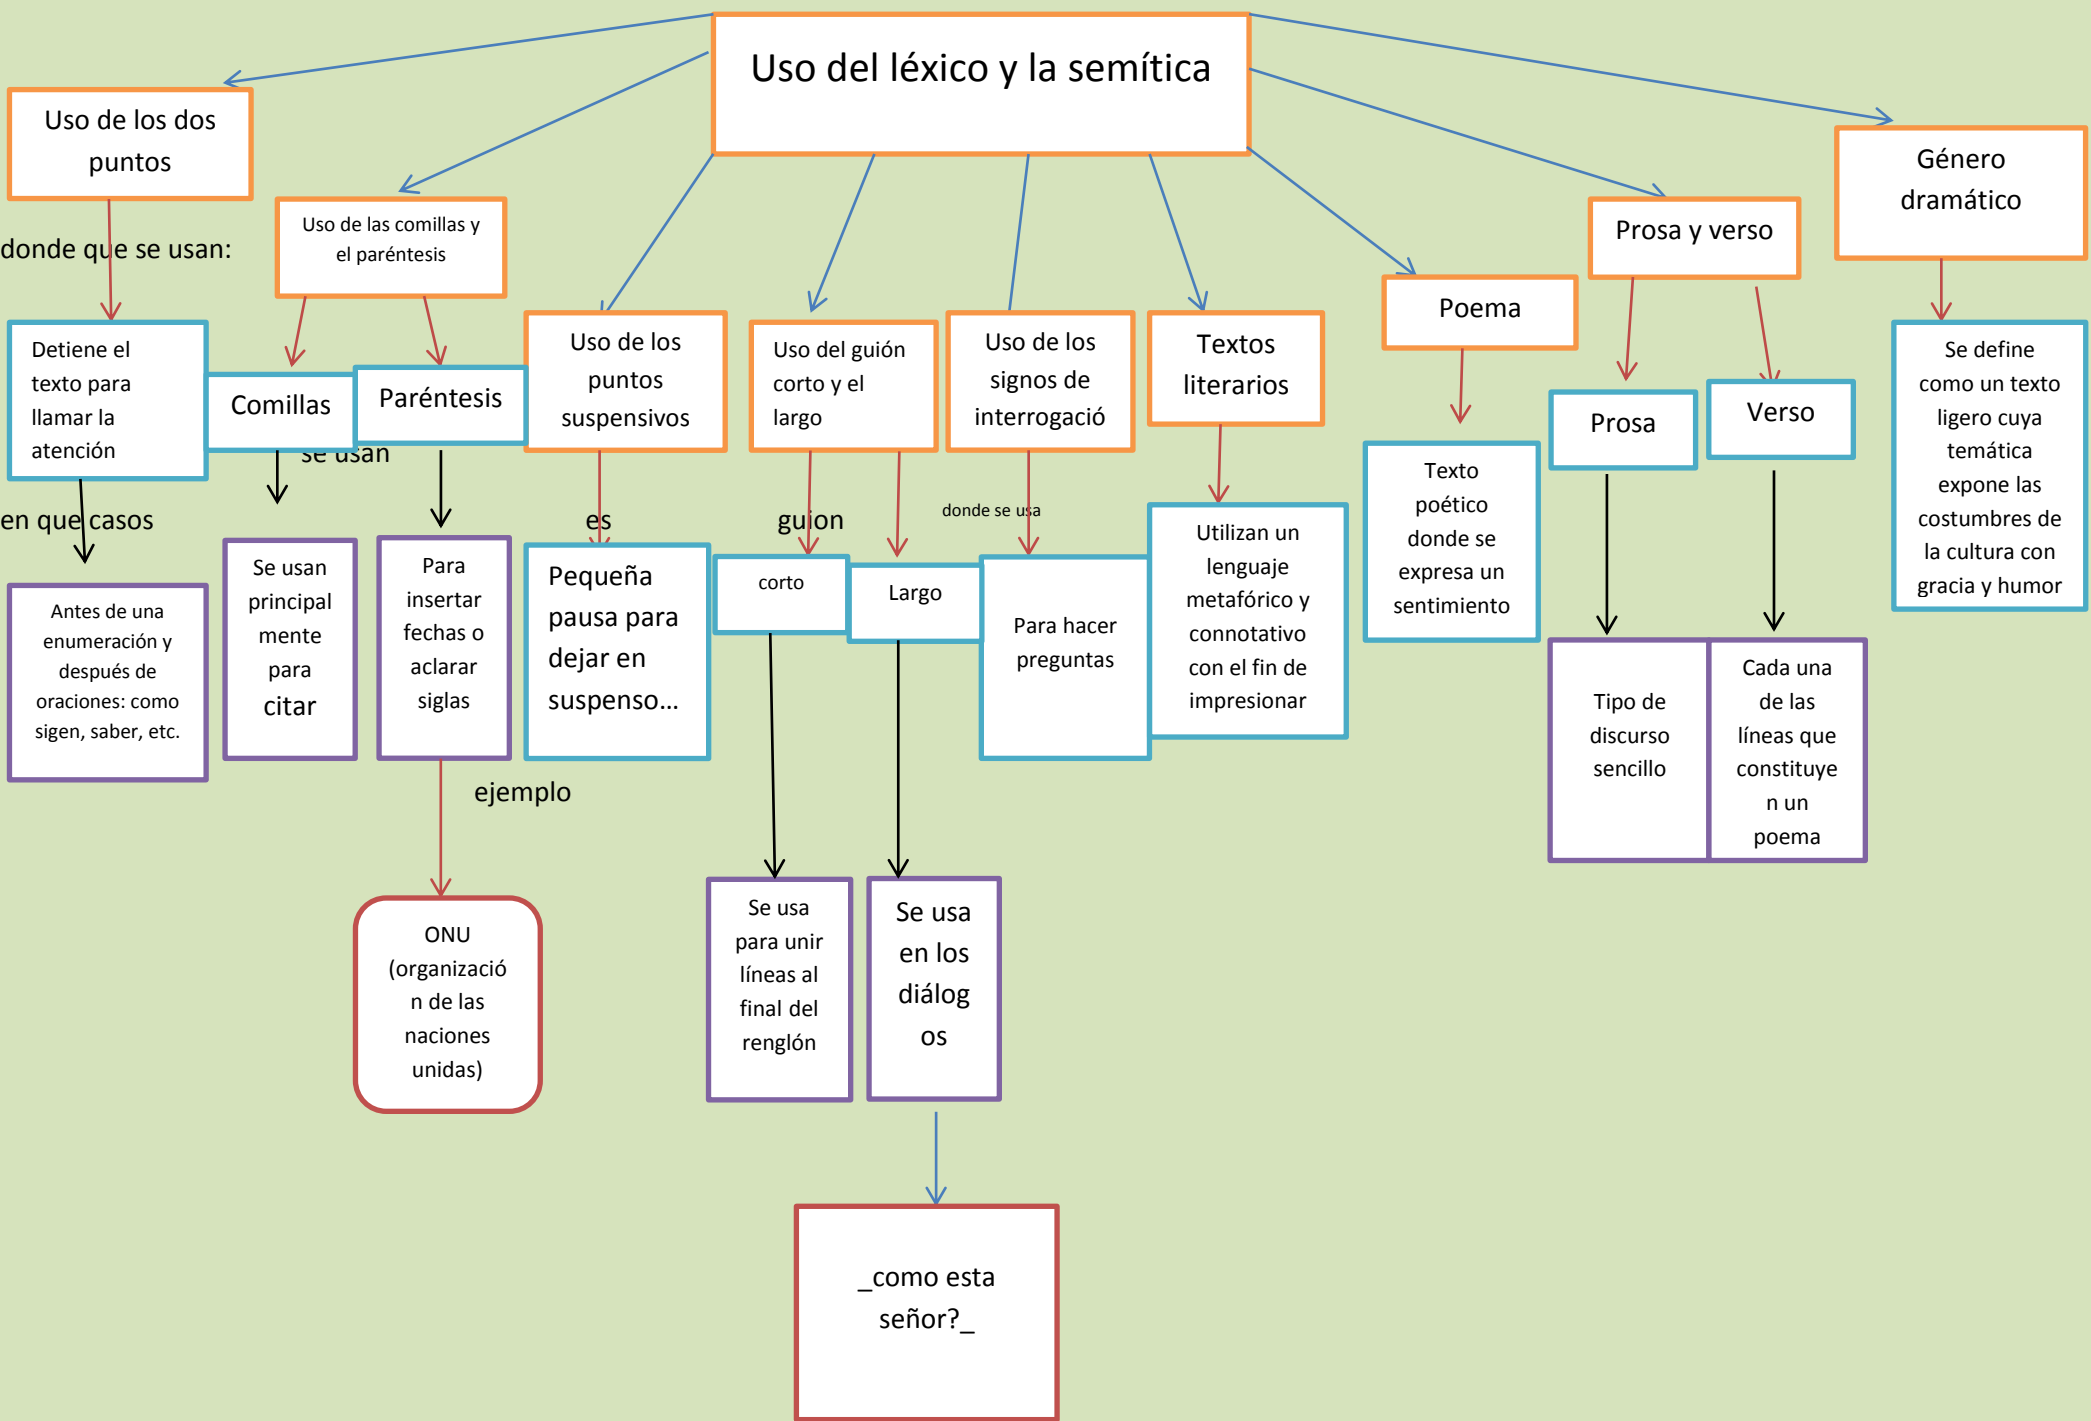 Uso del léxico y la semítica
Uso de los dos
puntos
donde que se usan:
Detiene el
texto para
llamar la
atención
en que casos
Antes de una
enumeración y
después de
oraciones: como
sigen, saber, etc.
Uso de las comillas y
el paréntesis
Comillas
Paréntesis
se usan
Se usan
principal
mente
para
citar
Para
insertar
fechas o
aclarar
siglas
ejemplo
ONU
(organizació
n de las
naciones
unidas)
Uso de los
puntos
suspensivos
es
Pequeña
pausa para
dejar en
suspenso...
Uso del guión
corto y el
largo
guion
corto
Largo
Se usa
para unir
líneas al
final del
renglón
Se usa
en los
diálog
os
_como esta
señor?_
Uso de los
signos de
interrogació
donde se usa
Para hacer
preguntas
Textos
literarios
Utilizan un
lenguaje
metafórico y
connotativo
con el fin de
impresionar
Poema
Texto
poético
donde se
expresa un
sentimiento
Prosa y verso
Prosa
Verso
Tipo de
discurso
sencillo
Cada una
de las
líneas que
constituye
n un
poema
Género
dramático
Se define
como un texto
ligero cuya
temática
expone las
costumbres de
la cultura con
gracia y humor